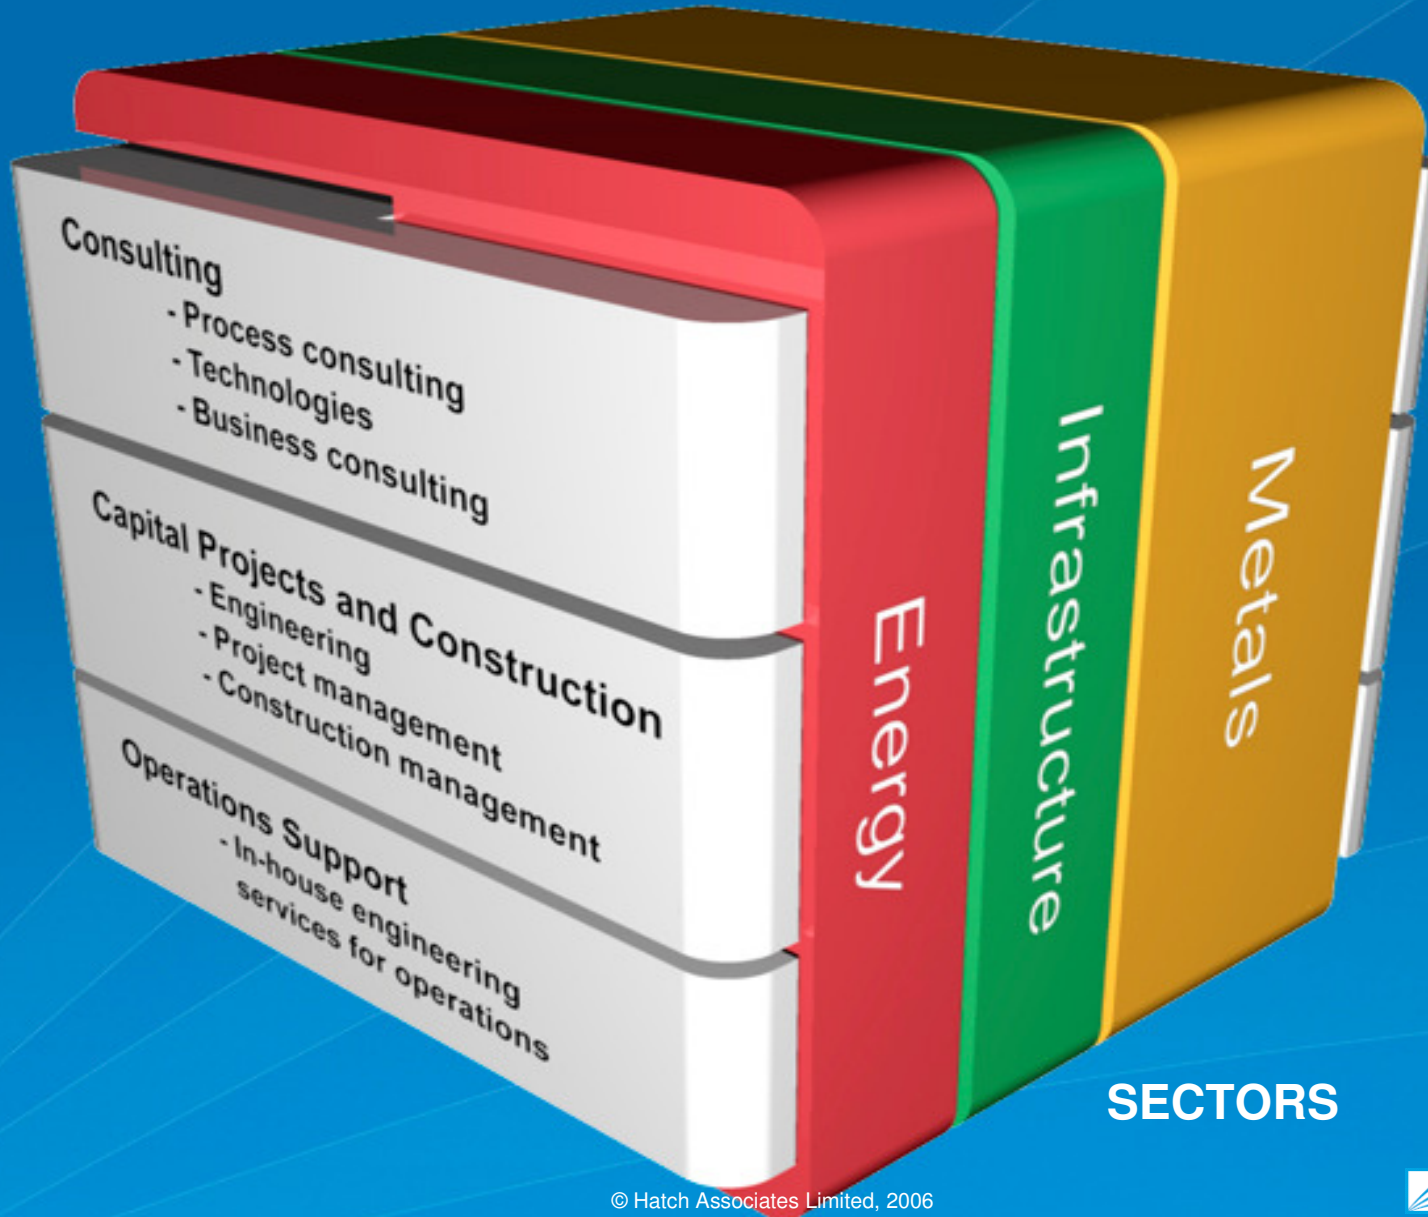 Consulting
- Process consulting
- Technologies
- Business consulting
Capital Projects and Construction
- Engineering
- Project management
- Construction management
Operations Support
- In-house engineering
services for operations
Energy
Infrastructure
Metals
SECTORS
© Hatch Associates Limited, 2006